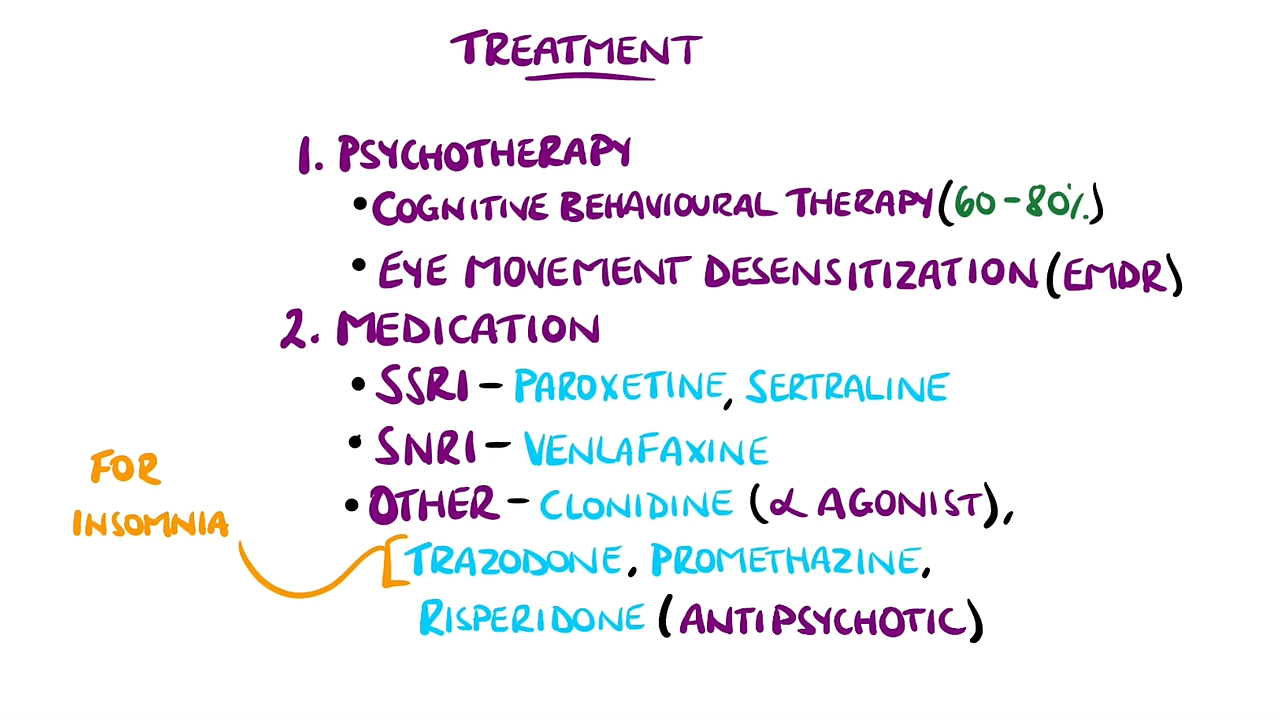 TREATMENT
1. PSYCHOTHERAPY
• COGNITIVE BEHAVIOURAL THERAPY (60-80%)
• EYE MOVEMENT DESENSITIZATION (EMDR)
2. MEDICATION
• SSRI - PAROXETINE, SERTRALINE
• SNRI - VENLAFAXINE
• OTHER - CLONIDINE (α AGONIST),
TRAZODONE, PROMETHAZINE,
RISPERIDONE (ANTIPSYCHOTIC)
FOR
INSOMNIA